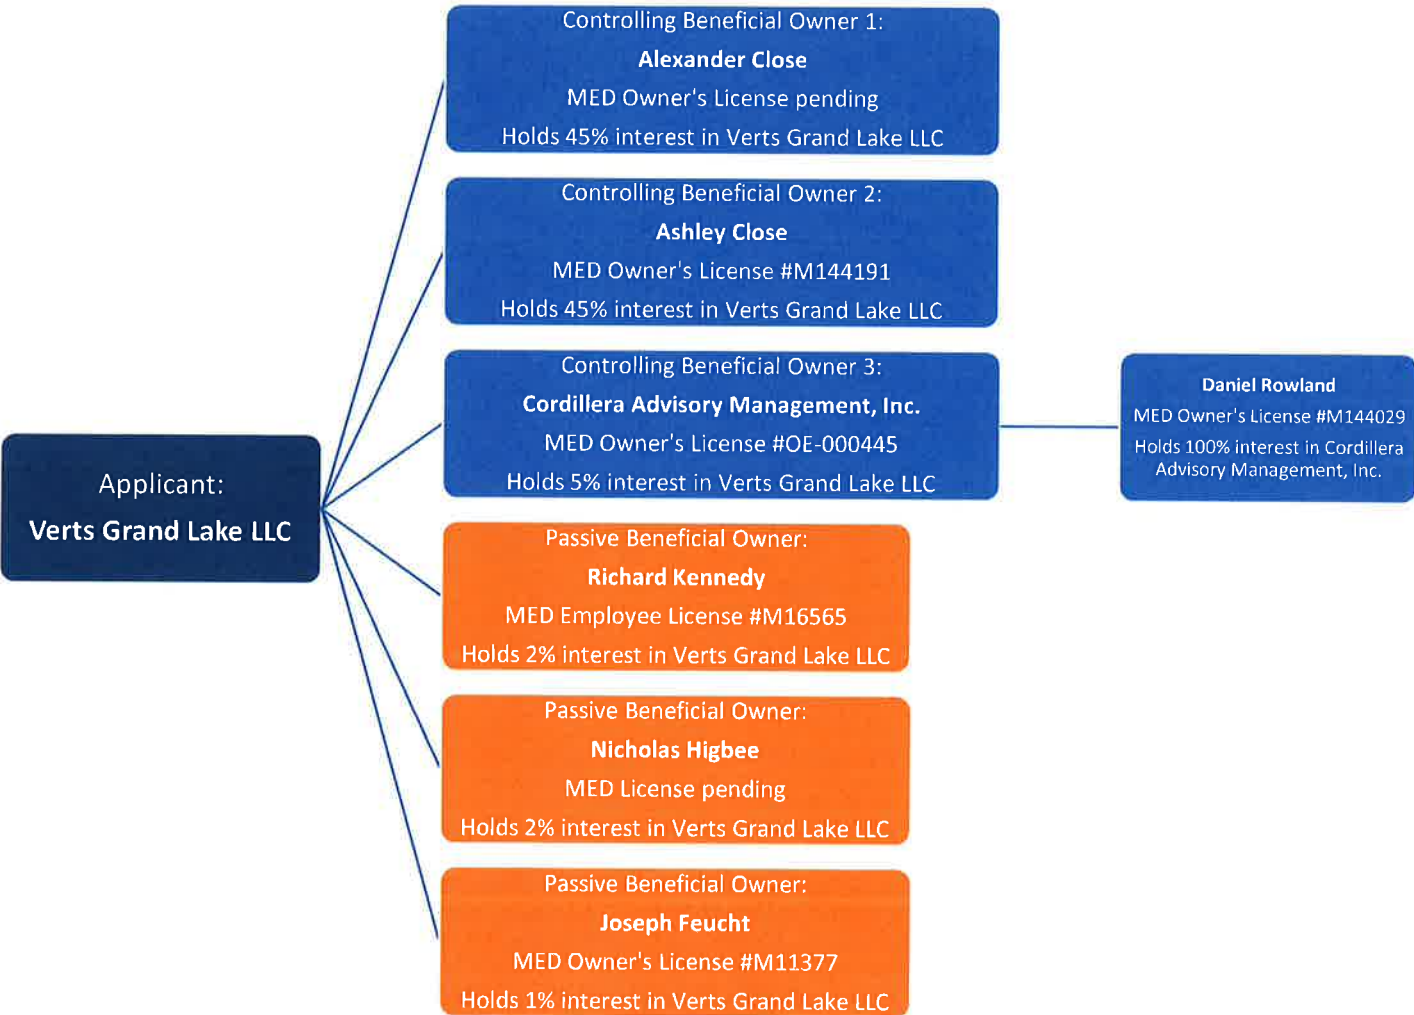 Controlling Beneficial Owner 1:
Alexander Close
MED Owner's License pending
Holds 45% interest in Verts Grand Lake LLC
Controlling Beneficial Owner 2:
Ashley Close
MED Owner's License #M144191
Holds 45% interest in Verts Grand Lake LLC
Controlling Beneficial Owner 3:
Cordillera Advisory Management, Inc.
MED Owner's License #OE-000445
Holds 5% interest in Verts Grand Lake LLC
Daniel Rowland
MED Owner's License #M144029
Holds 100% interest in Cordillera
Advisory Management, Inc.
Applicant:
Verts Grand Lake LLC
Passive Beneficial Owner:
Richard Kennedy
MED Employee License #M16565
Holds 2% interest in Verts Grand Lake LLC
Passive Beneficial Owner:
Nicholas Higbee
MED License pending
Holds 2% interest in Verts Grand Lake LLC
Passive Beneficial Owner:
Joseph Feucht
MED Owner's License #M11377
Holds 1% interest in Verts Grand Lake LLC